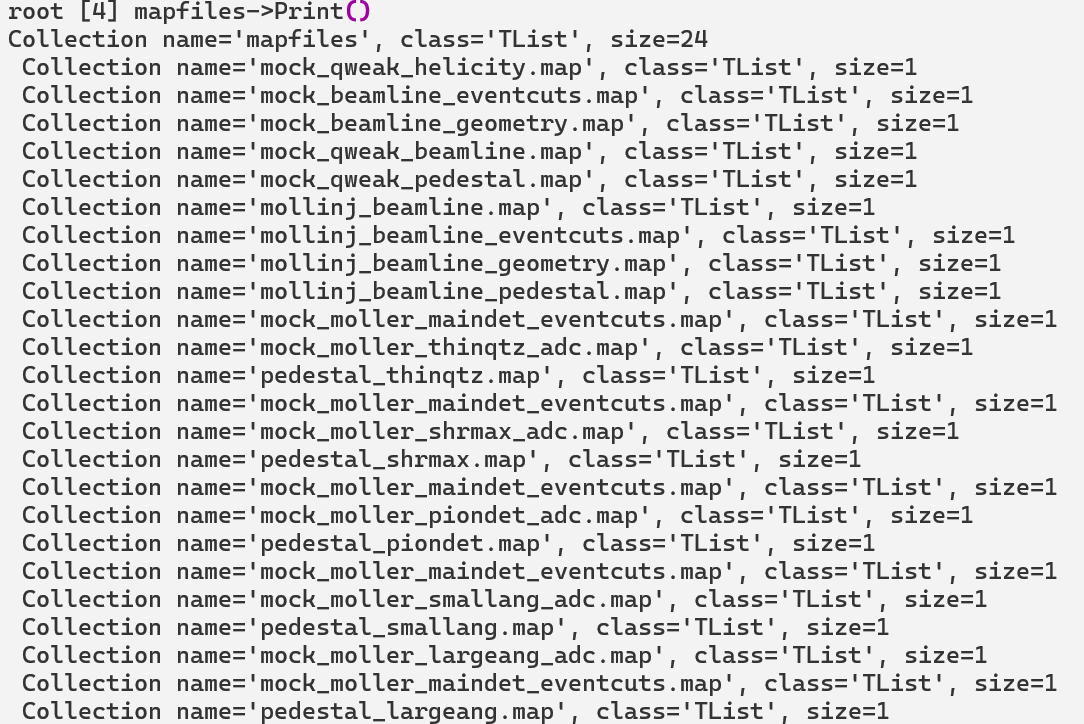 root [4] mapfiles->Print()
Collection name='mapfiles', class='TList', size=24
 Collection name='mock_qweak_helicity.map', class='TList', size=1
 Collection name='mock_beamline_eventcuts.map', class='TList', size=1
 Collection name='mock_beamline_geometry.map', class='TList', size=1
 Collection name='mock_qweak_beamline.map', class='TList', size=1
 Collection name='mock_qweak_pedestal.map', class='TList', size=1
 Collection name='mollinj_beamline.map', class='TList', size=1
 Collection name='mollinj_beamline_eventcuts.map', class='TList', size=1
 Collection name='mollinj_beamline_geometry.map', class='TList', size=1
 Collection name='mollinj_beamline_pedestal.map', class='TList', size=1
 Collection name='mock_moller_maindet_eventcuts.map', class='TList', size=1
 Collection name='mock_moller_thinqtz_adc.map', class='TList', size=1
 Collection name='pedestal_thinqtz.map', class='TList', size=1
 Collection name='mock_moller_maindet_eventcuts.map', class='TList', size=1
 Collection name='mock_moller_shrmax_adc.map', class='TList', size=1
 Collection name='pedestal_shrmax.map', class='TList', size=1
 Collection name='mock_moller_maindet_eventcuts.map', class='TList', size=1
 Collection name='mock_moller_piondet_adc.map', class='TList', size=1
 Collection name='pedestal_piondet.map', class='TList', size=1
 Collection name='mock_moller_maindet_eventcuts.map', class='TList', size=1
 Collection name='mock_moller_smallang_adc.map', class='TList', size=1
 Collection name='pedestal_smallang.map', class='TList', size=1
 Collection name='mock_moller_largeang_adc.map', class='TList', size=1
 Collection name='mock_moller_maindet_eventcuts.map', class='TList', size=1
 Collection name='pedestal_largeang.map', class='TList', size=1